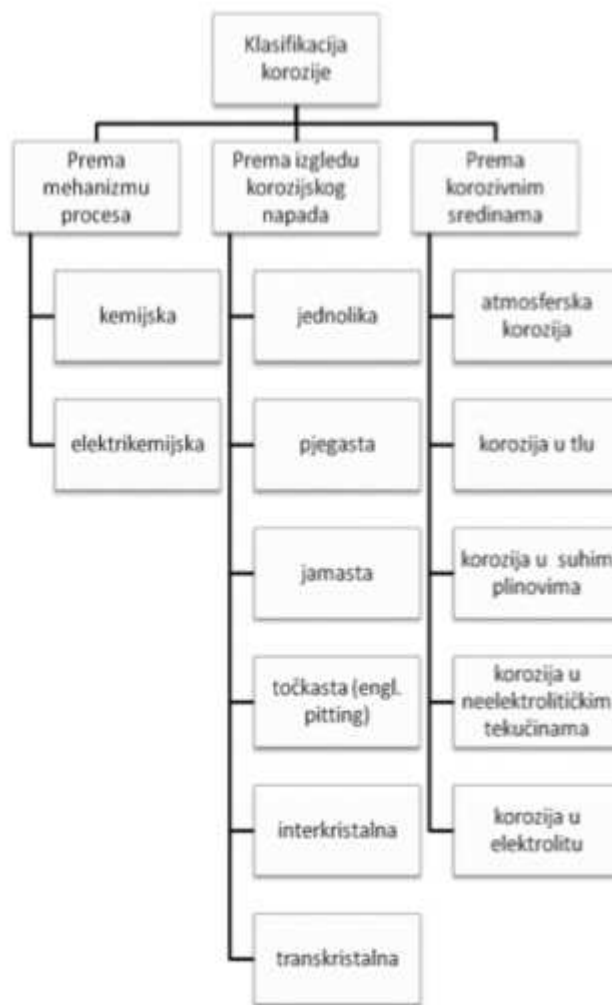 Klasifikacija
korozije
Prema
mehanizmu
procesa
kemijska
elektrikemijska
Prema izgledu
korozijskog
napada
jednolika
pjegasta
jamasta
točkasta (engl.
pitting)
interkristalna
transkristalna
Prema
korozivnim
sredinama
atmosferska
korozija
korozija u tlu
korozija u suhim
plinovima
korozija u
neelektrolitičkim
tekućinama
korozija u
elektrolitu